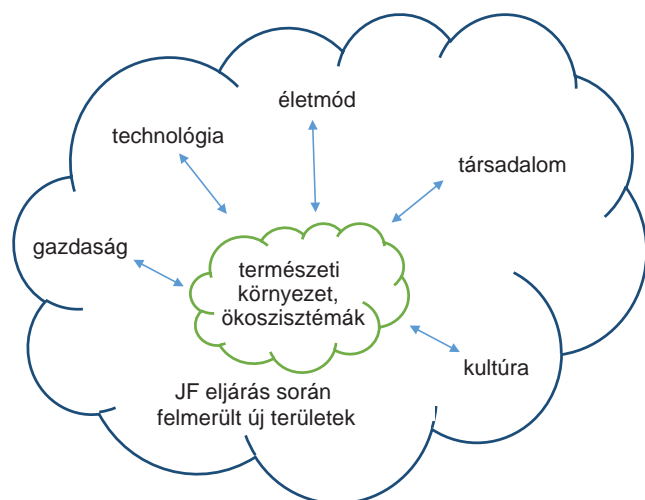 életmód
technológia
társadalom
gazdaság
természeti
környezet,
ökoszisztémák
kultúra
JF eljárás során
felmerült új területek